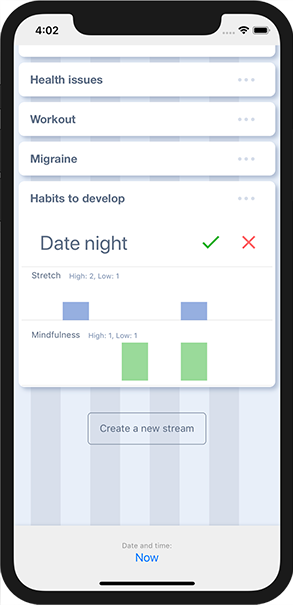 4:02
Health issues
Workout
Migraine
Habits to develop
Date night
Stretch High: 2, Low: 1
Mindfulness High: 1, Low: 1
Create a new stream
Date and time:
Now